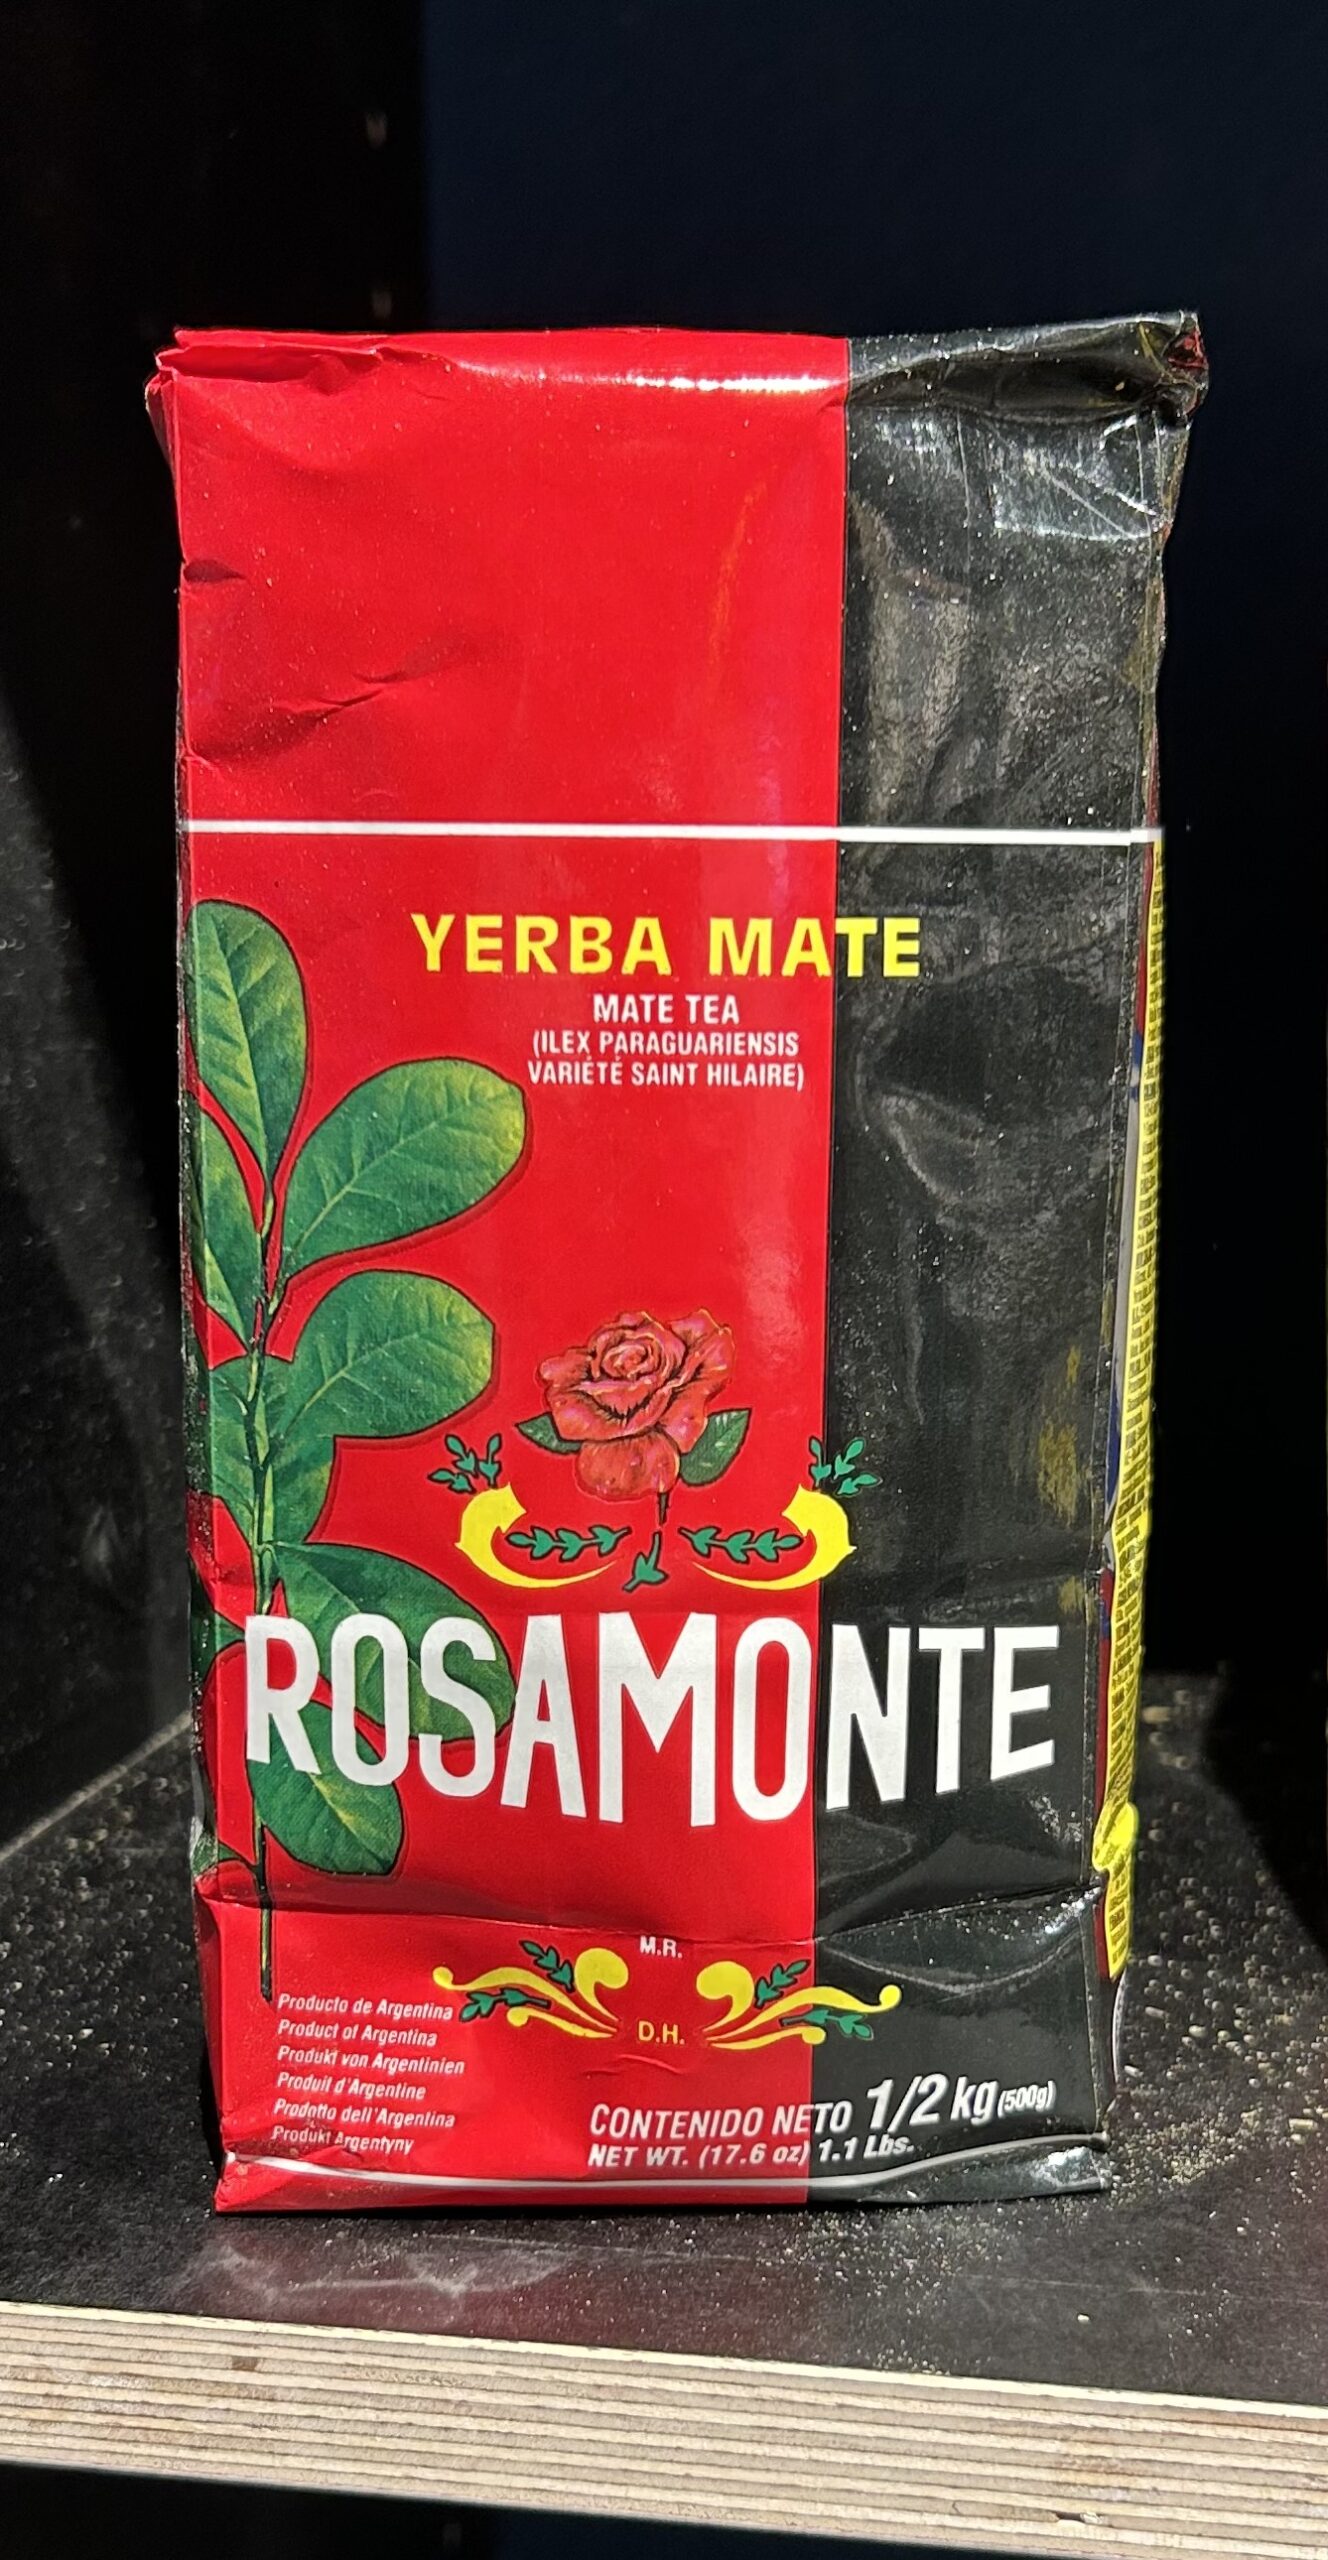 YERBA MATE
MATE TEA
(ILEX PARAGUARIENSIS
VARIÉTÉ SAINT HILAIRE)
ROSAMONTE
M.R.
D.H.
Producto de Argentina
Product of Argentina
Produkt von Argentinien
Produit d'Argentine
Prodotto dell'Argentina
Produkt Argentyny
CONTENIDO NETO 1/2 kg (500g)
NET WT. (17.6 oz) 1.1 Lbs.